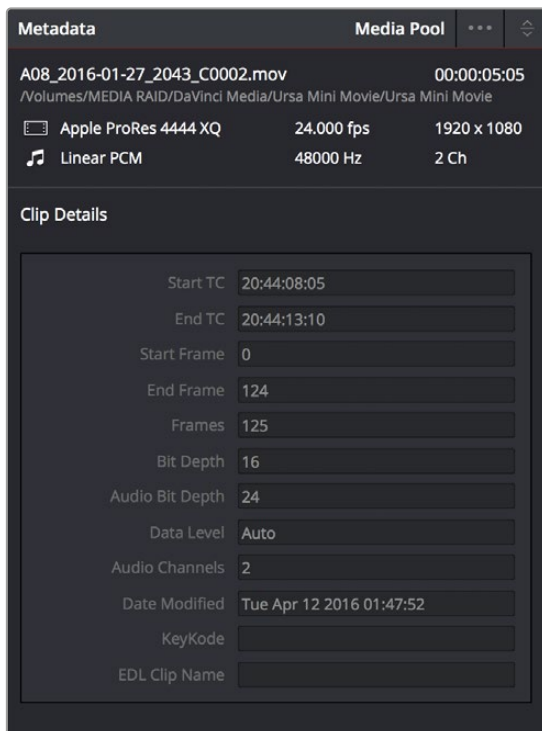 Metadata Media Pool •••
A08_2016-01-27_2043_C0002.mov 00:00:05:05
/Volumes/MEDIA RAID/DaVinci Media/Ursa Mini Movie/Ursa Mini Movie
Apple ProRes 4444 XQ 24.000 fps 1920 x 1080
Linear PCM 48000 Hz 2 Ch
Clip Details
Start TC 20:44:08:05
End TC 20:44:13:10
Start Frame 0
End Frame 124
Frames 125
Bit Depth 16
Audio Bit Depth 24
Data Level Auto
Audio Channels 2
Date Modified Tue Apr 12 2016 01:47:52
KeyKode
EDL Clip Name